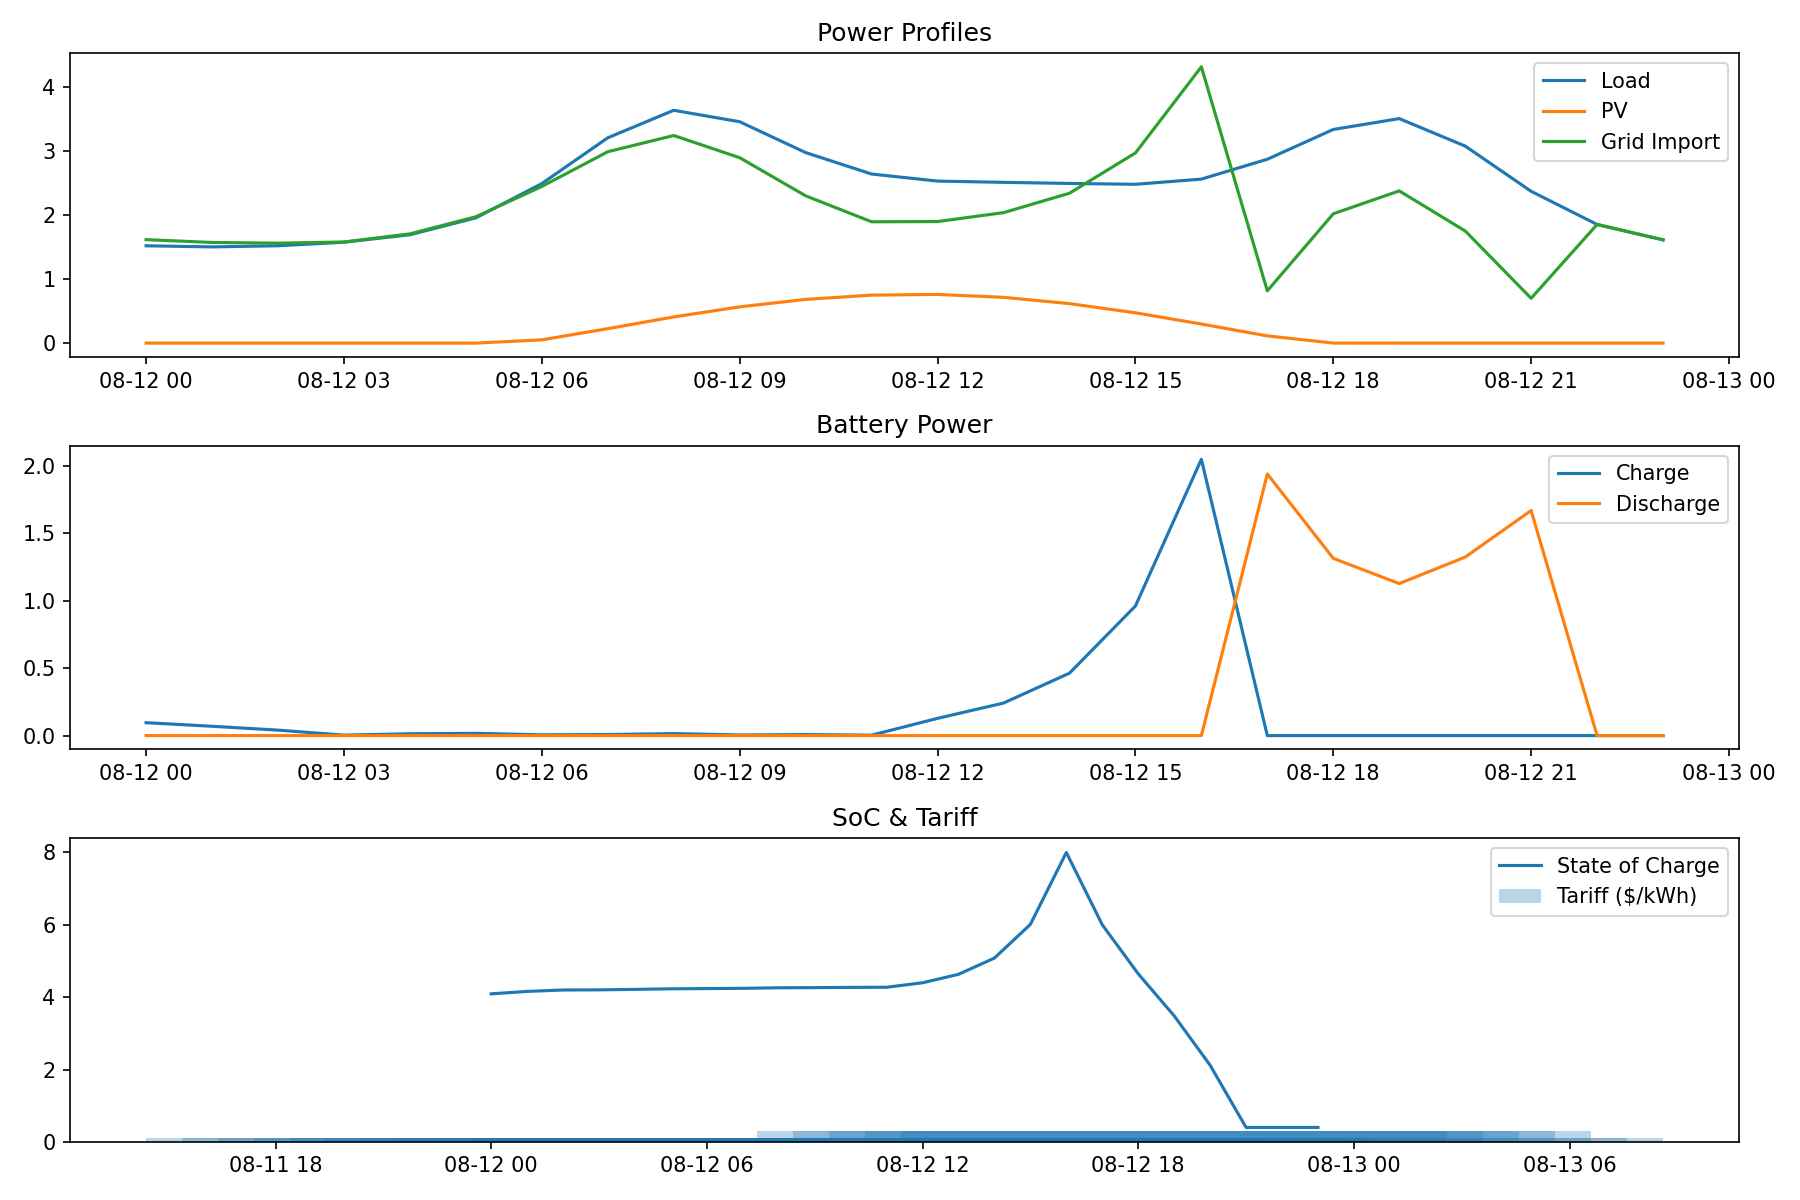 Power Profiles
4
3
2
1
0
Load
PV
Grid Import
08-12 00 08-12 03 08-12 06 08-12 09 08-12 12 08-12 15 08-12 18 08-12 21 08-13 00
Battery Power
2.0
1.5
1.0
0.5
0.0
Charge
Discharge
08-12 00 08-12 03 08-12 06 08-12 09 08-12 12 08-12 15 08-12 18 08-12 21 08-13 00
SoC & Tariff
8
6
4
2
0
State of Charge
Tariff ($/kWh)
08-11 18 08-12 00 08-12 06 08-12 12 08-12 18 08-13 00 08-13 06